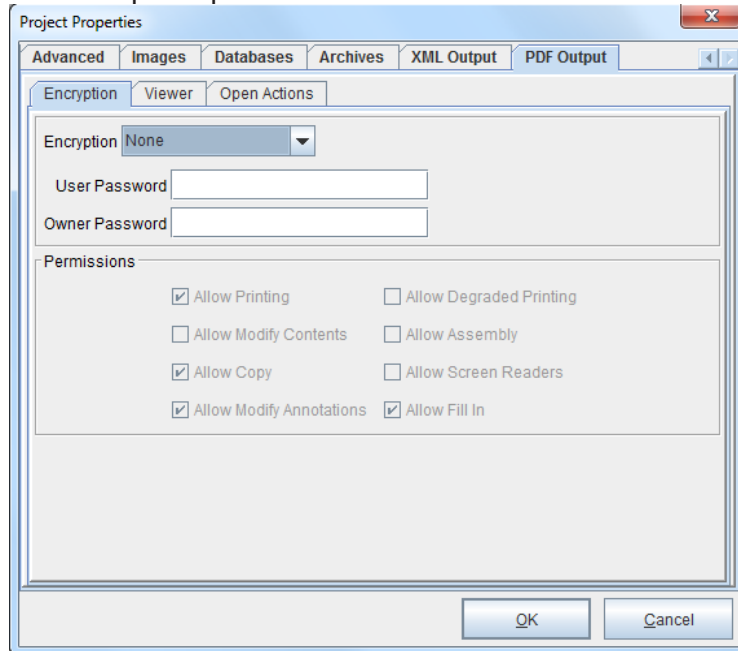 Project Properties
Advanced Images Databases Archives XML Output PDF Output
Encryption Viewer Open Actions
Encryption None
User Password
Owner Password
Permissions
Allow Printing Allow Degraded Printing
Allow Modify Contents Allow Assembly
Allow Copy Allow Screen Readers
Allow Modify Annotations Allow Fill In
OK Cancel